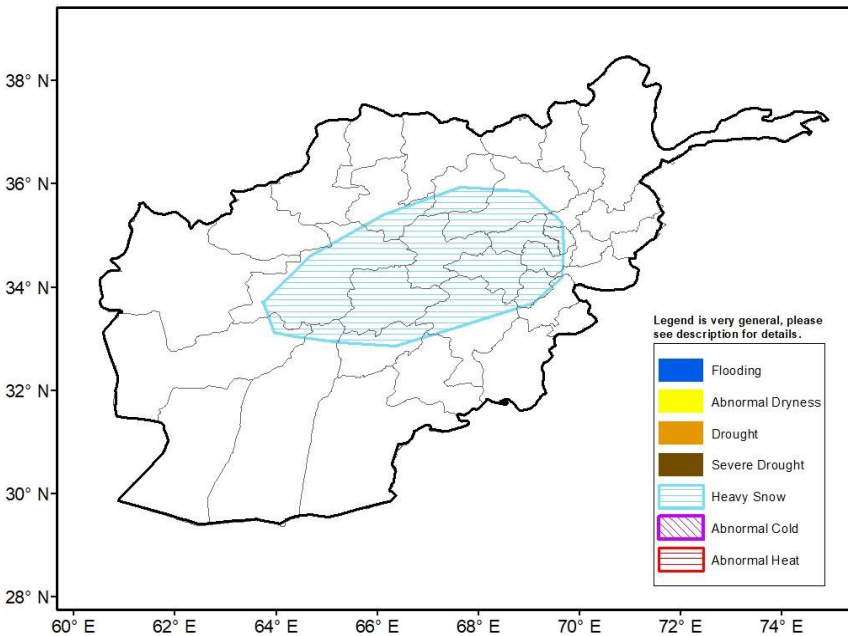 38° N
36° N
34° N
32° N
30° N
28° N
60° E
62° E
64° E
66° E
68° E
70° E
72° E
74° E
Legend is very general, please
see description for details.
Flooding
Abnormal Dryness
Drought
Severe Drought
Heavy Snow
Abnormal Cold
Abnormal Heat